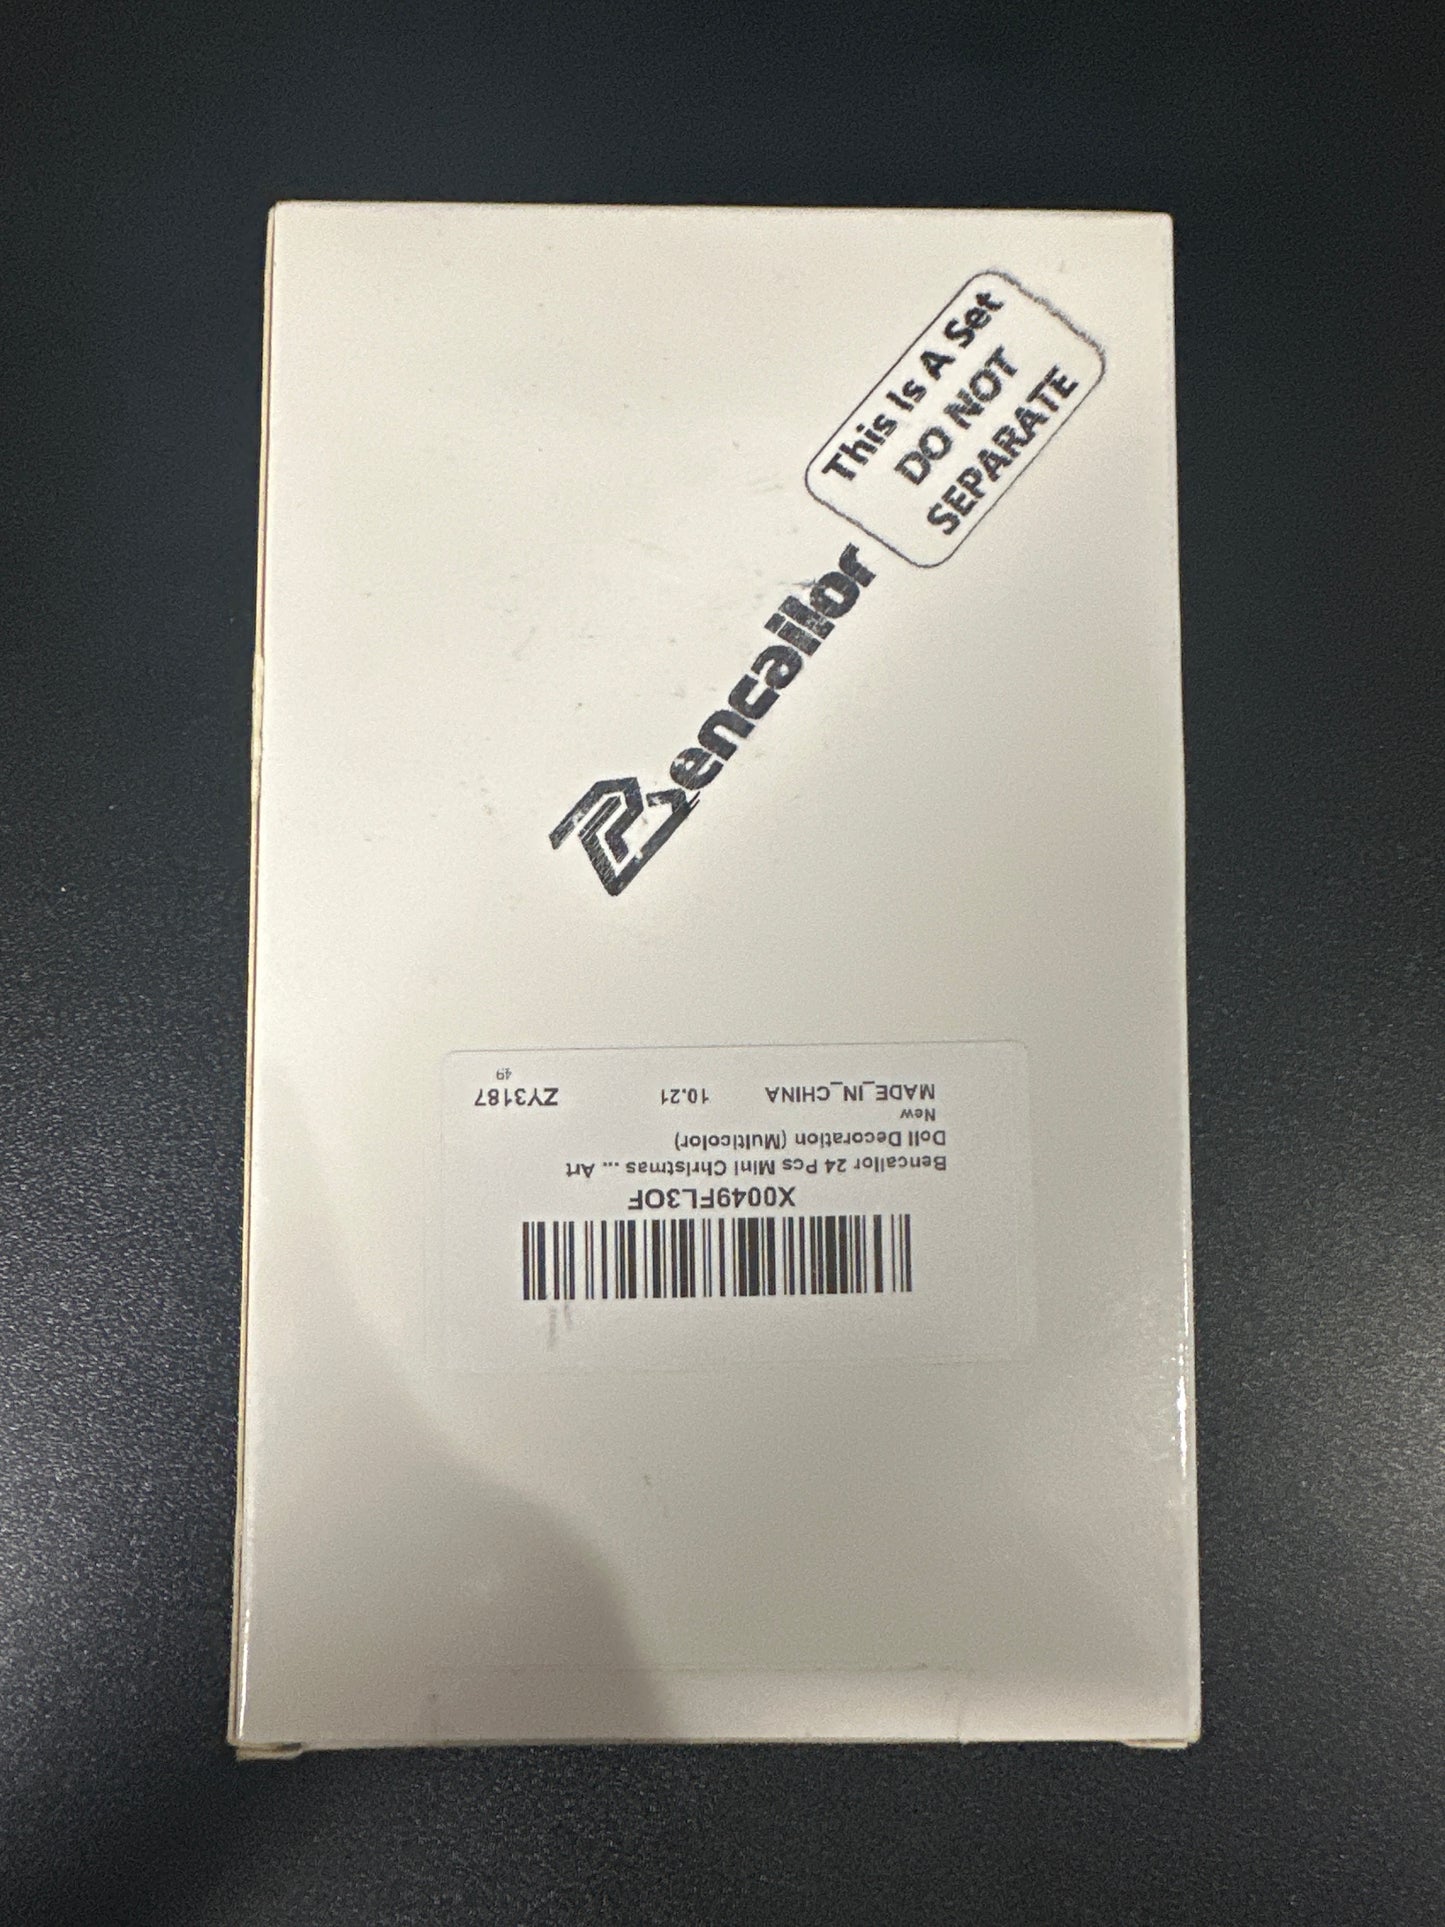 This Is A Set
DO NOT
SEPARATE
Bencailor
X0049FL3OF
Bencailor 24 Pcs Mini Christmas ... Art
Doll Decoration (Multicolor)
New
MADE_IN_CHINA 10.21 ZY3187
49